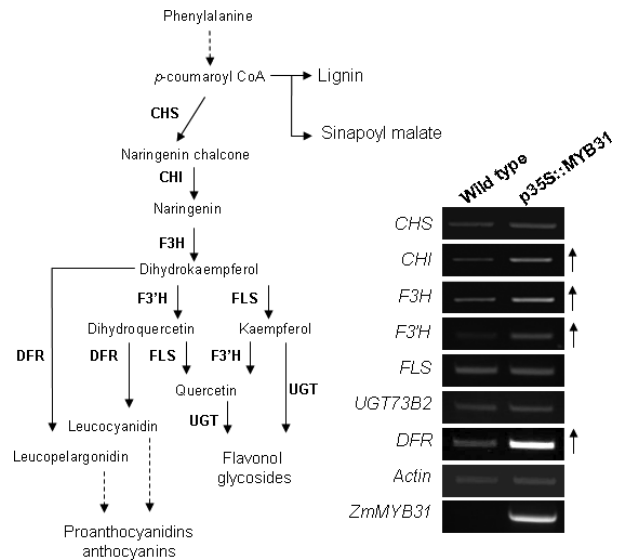 Phenylalanine
p-coumaroyl CoA
Lignin
CHS
Sinapoyl malate
Naringenin chalcone
CHI
Naringenin
F3H
Dihydrokaempferol
F3'H
FLS
Dihydroquercetin
Kaempferol
DFR
DFR
FLS
F3'H
Quercetin
UGT
UGT
Leucocyanidin
Leucopelargonidin
Flavonol
glycosides
Proanthocyanidins
anthocyanins
Wild type
p35S::MYB31
CHS
CHI
F3H
F3'H
FLS
UGT73B2
DFR
Actin
ZmMYB31